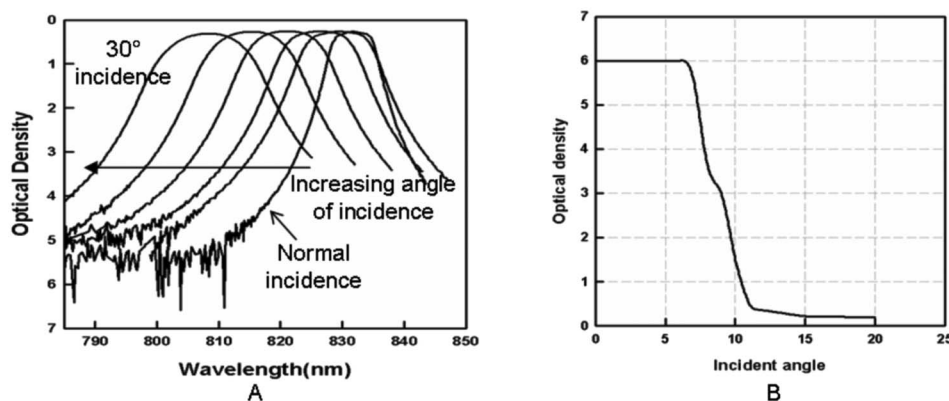 0
1
2
3
4
5
6
7
Optical Density
30°
incidence
Increasing angle
of incidence
Normal
incidence
790 800 810 820 830 840 850
Wavelength(nm)
A
7
6
5
4
3
2
1
0
Optical density
0 5 10 15 20 25
Incident angle
B